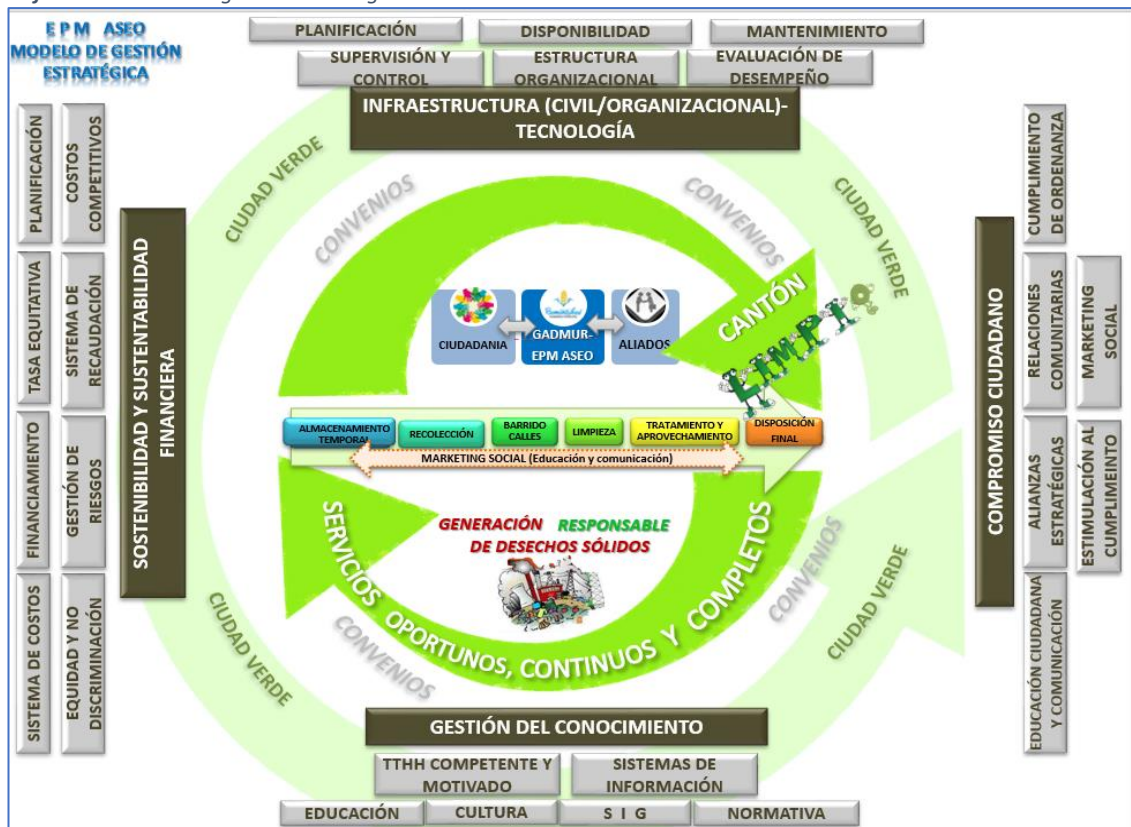 E P M ASEO
MODELO DE GESTIÓN
ESTRATÉGICA
PLANIFICACIÓN
DISPONIBILIDAD
MANTENIMIENTO
SUPERVISIÓN Y
CONTROL
ESTRUCTURA
ORGANIZACIONAL
EVALUACIÓN DE
DESEMPEÑO
INFRAESTRUCTURA (CIVIL/ORGANIZACIONAL)-
TECNOLOGÍA
PLANIFICACIÓN
COSTOS
COMPETITIVOS
TASA EQUITATIVA
SISTEMA DE
RECAUDACIÓN
FINANCIAMIENTO
GESTIÓN DE
RIESGOS
SISTEMA DE COSTOS
EQUIDAD Y NO
DISCRIMINACIÓN
SOSTENIBILIDAD Y SUSTENTABILIDAD
FINANCIERA
CIUDAD VERDE
CONVENIOS
CONVENIOS
CIUDAD VERDE
CIUDADANIA
GADMUR-
EPM ASEO
ALIADOS
CANTÓN
LIMPIO
ALMACENAMIENTO
TEMPORAL
RECOLECCIÓN
BARRIDO
CALLES
LIMPIEZA
TRATAMIENTO Y
APROVECHAMIENTO
DISPOSICIÓN
FINAL
MARKETING SOCIAL (Educación y comunicación)
GENERACIÓN RESPONSABLE
DE DESECHOS SÓLIDOS
SERVICIOS OPORTUNOS, CONTINUOS Y COMPLETOS
CIUDAD VERDE
CONVENIOS
CONVENIOS
CIUDAD VERDE
COMPROMISO CIUDADANO
CUMPLIMIENTO
DE ORDENANZA
RELACIONES
COMUNITARIAS
MARKETING
SOCIAL
ALIANZAS
ESTRATÉGICAS
ESTIMULACIÓN AL
CUMPLIMEINTO
EDUCACIÓN CIUDADANA
Y COMUNICACIÓN
GESTIÓN DEL CONOCIMIENTO
TTHH COMPETENTE Y
MOTIVADO
SISTEMAS DE
INFORMACIÓN
EDUCACIÓN
CULTURA
S I G
NORMATIVA